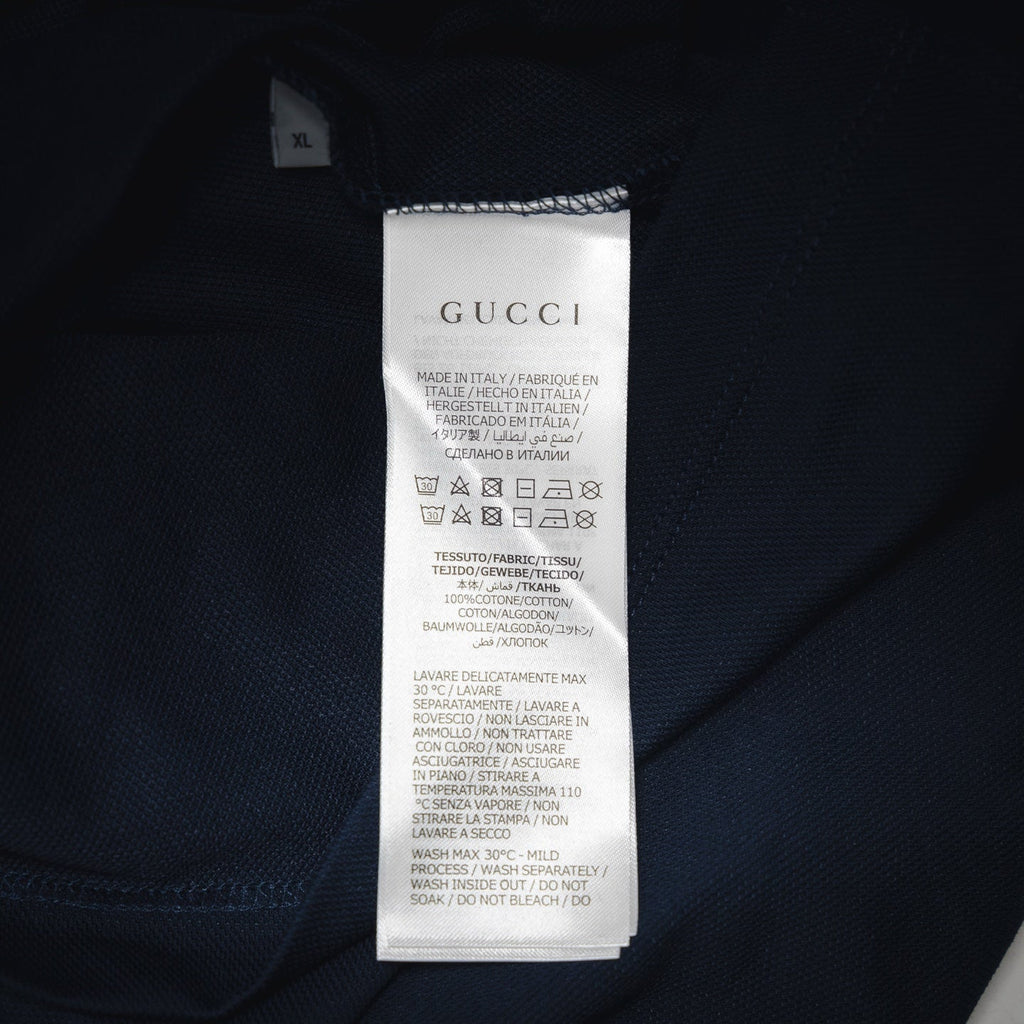 XL
GUCCI
MADE IN ITALY / FABRIQUÉ EN
ITALIE / HECHO EN ITALIA /
HERGESTELLT IN ITALIEN /
FABRICADO EM ITÁLIA /
イタリア製 / صنع في ايطاليا /
СДЕЛАНО В ИТАЛИИ
30
30
TESSUTO/FABRIC/TISSU/
TEJIDO/GEWEBE/TECIDO/
本体/ قماش /ТКАНЬ
100%COTONE/COTTON/
COTON/ALGODON/
BAUMWOLLE/ALGODÃO/コットン/
قطن /ХЛОПОК
LAVARE DELICATAMENTE MAX
30 °C / LAVARE
SEPARATAMENTE / LAVARE A
ROVESCIO / NON LASCIARE IN
AMMOLLO / NON TRATTARE
CON CLORO / NON USARE
ASCIUGATRICE / ASCIUGARE
IN PIANO / STIRARE A
TEMPERATURA MASSIMA 110
°C SENZA VAPORE / NON
STIRARE LA STAMPA / NON
LAVARE A SECCO
WASH MAX 30°C - MILD
PROCESS / WASH SEPARATELY /
WASH INSIDE OUT / DO NOT
SOAK / DO NOT BLEACH / DO